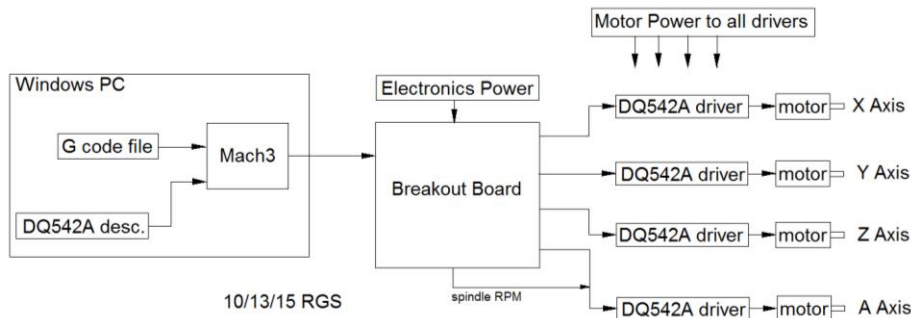 Motor Power to all drivers
Windows PC
Electronics Power
G code file
Mach3
DQ542A desc.
Breakout Board
DQ542A driver
motor
X Axis
DQ542A driver
motor
Y Axis
DQ542A driver
motor
Z Axis
spindle RPM
10/13/15 RGS
DQ542A driver
motor
A Axis